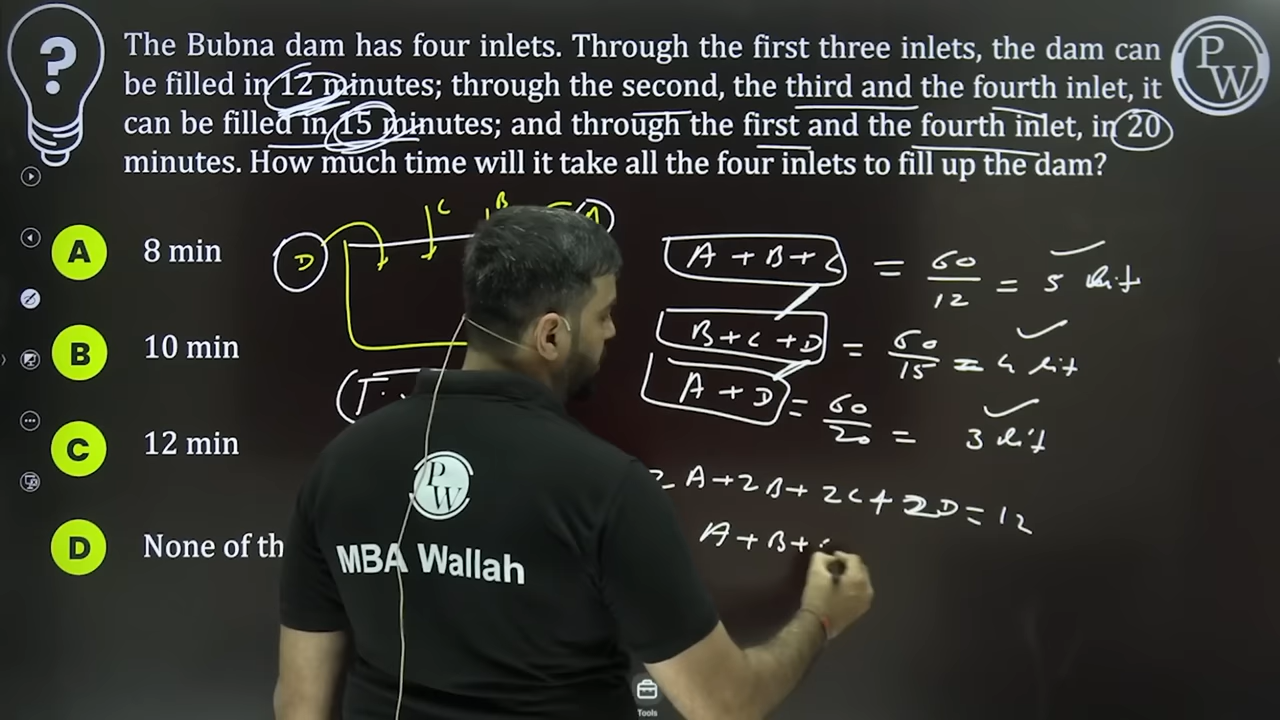 The Bubna dam has four inlets. Through the first three inlets, the dam can
be filled in 12 minutes; through the second, the third and the fourth inlet, it
can be filled in 15 minutes; and through the first and the fourth inlet, in 20
minutes. How much time will it take all the four inlets to fill up the dam?
?
PW
A 8 min
B 10 min
C 12 min
D None of th
D C B A
A + B + C = 60/12 = 5 lit
B + C + D = 60/15 = 4 lit
A + D = 60/20 = 3 lit
2A + 2B + 2C + 2D = 12
A + B +
PW
MBA Wallah
Tools